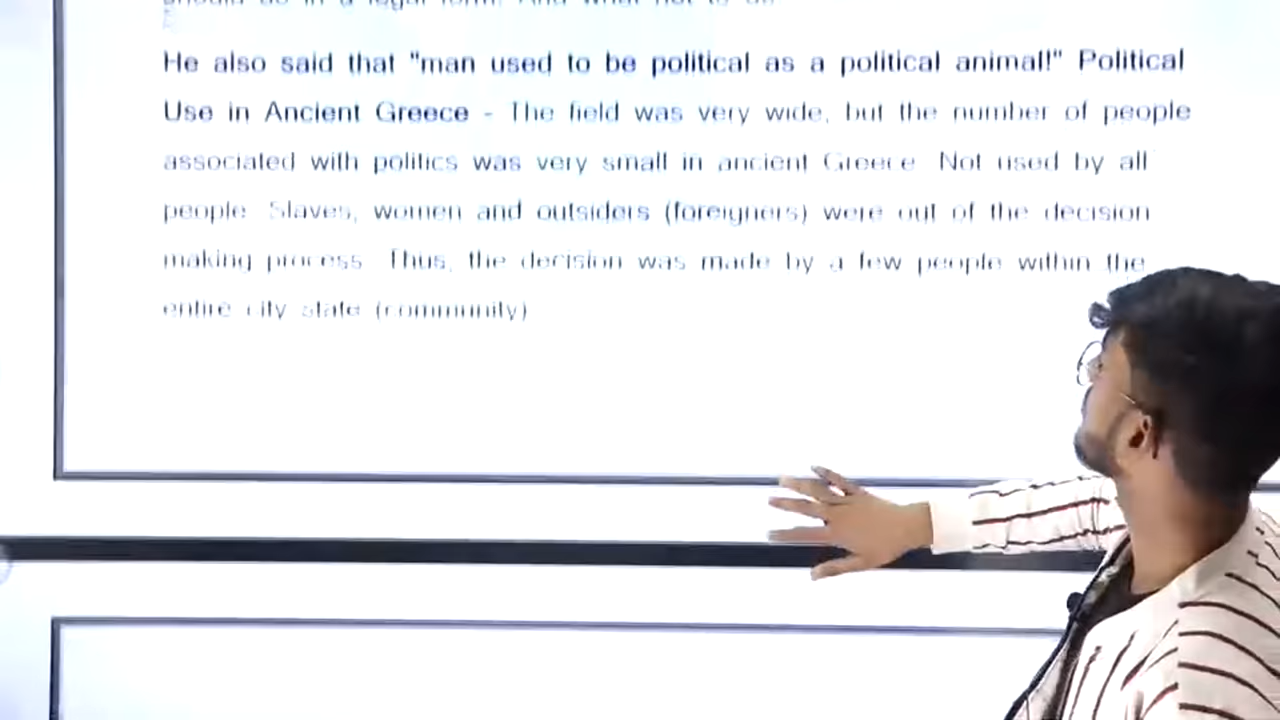 He also said that "man used to be political as a political animal!" Political
Use in Ancient Greece - The field was very wide, but the number of people
associated with politics was very small in ancient Greece. Not used by all
people. Slaves, women and outsiders (foreigners) were out of the decision
making process. Thus, the decision was made by a few people within the
entire city state (community)